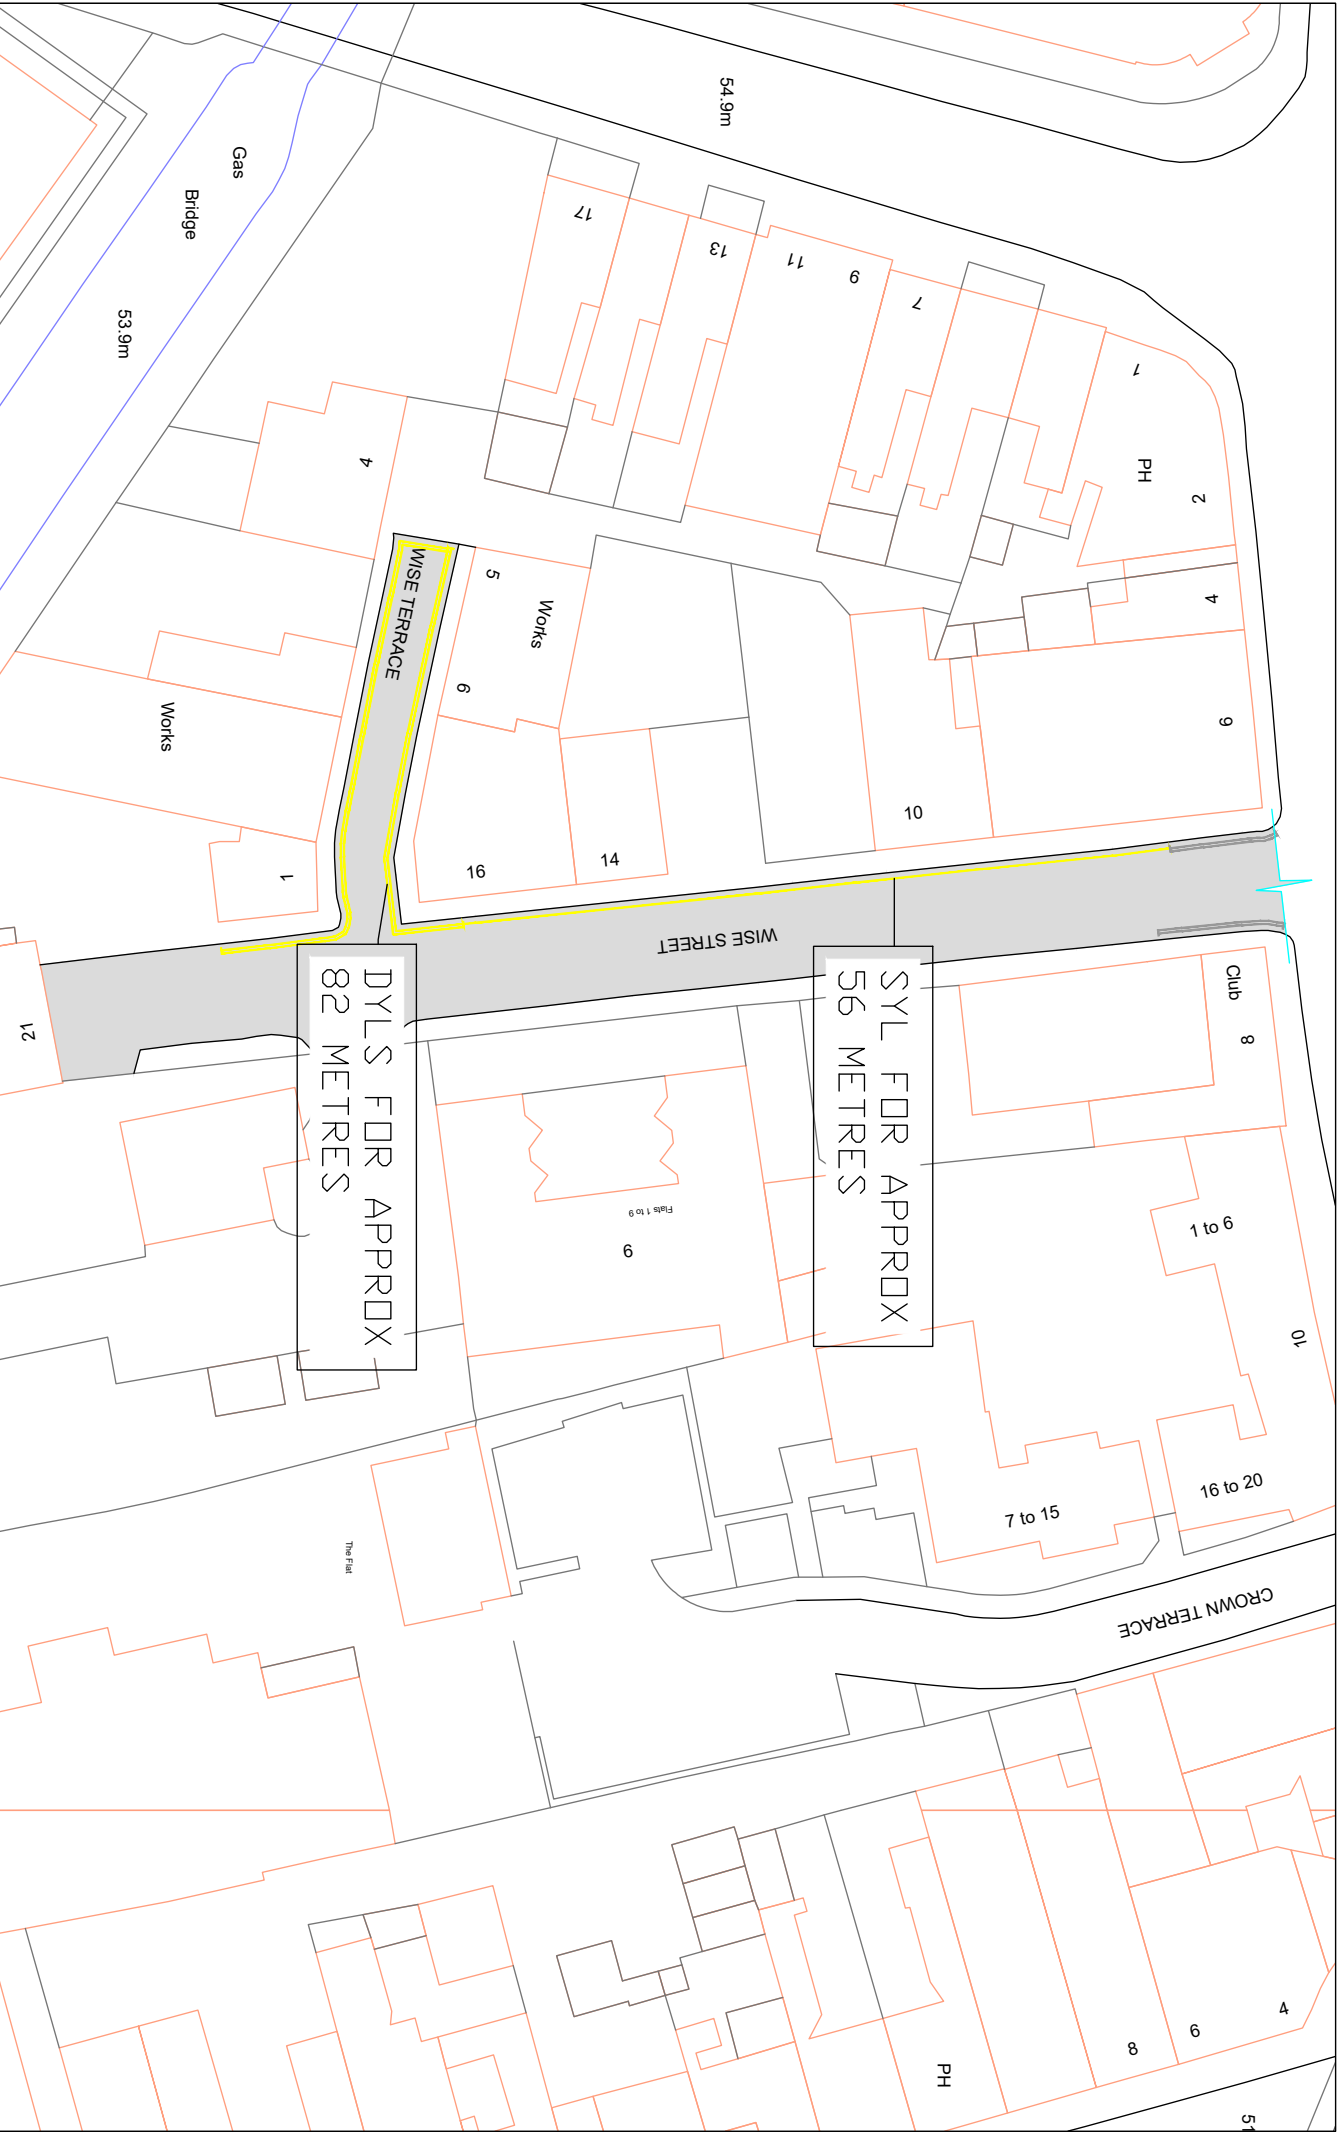 54.9m
Gas
Bridge
53.9m
17
13
11
9
7
1
PH
2
4
4
6
WISE TERRACE
5
Works
9
Works
10
14
16
1
WISE STREET
Club
8
21
DYLS FOR APPROX
82 METRES
SYL FOR APPROX
56 METRES
Flats 1 to 9
6
1 to 6
10
16 to 20
7 to 15
The Flat
CROWN TERRACE
4
6
8
PH
51